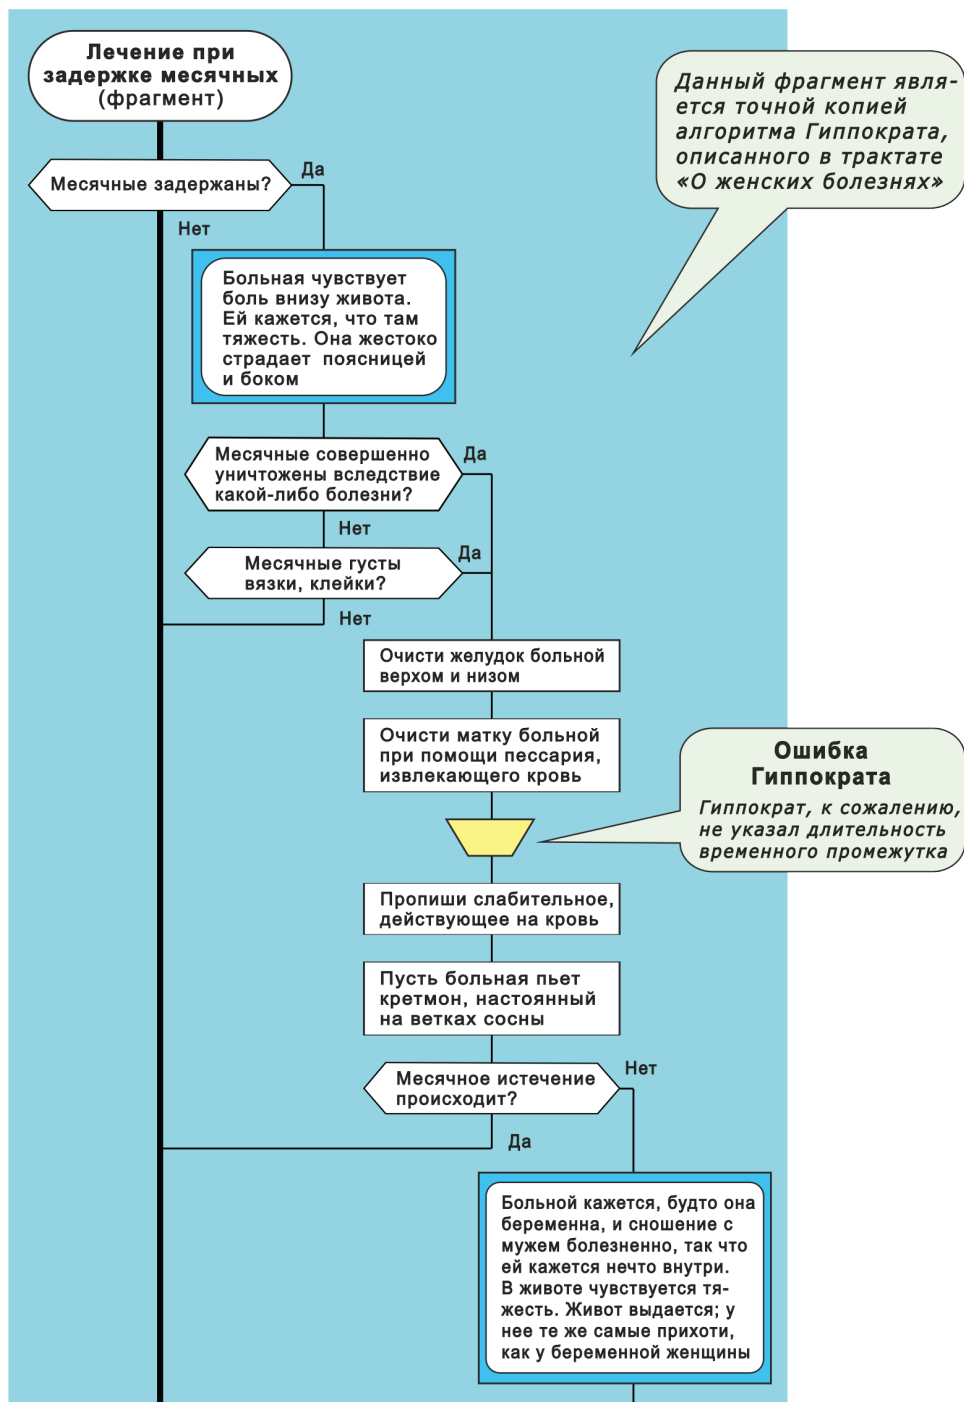 Лечение при
задержке месячных
(фрагмент)
Данный фрагмент явля-
ется точной копией
алгоритма Гиппократа,
описанного в трактате
«О женских болезнях»
Месячные задержаны?
Да
Нет
Больная чувствует
боль внизу живота.
Ей кажется, что там
тяжесть. Она жестоко
страдает поясницей
и боком
Месячные совершенно
уничтожены вследствие
какой-либо болезни?
Да
Нет
Месячные густы
вязки, клейки?
Да
Нет
Очисти желудок больной
верхом и низом
Очисти матку больной
при помощи пессария,
извлекающего кровь
Ошибка
Гиппократа
Гиппократ, к сожалению,
не указал длительность
временного промежутка
Пропиши слабительное,
действующее на кровь
Пусть больная пьет
кретмон, настоянный
на ветках сосны
Месячное истечение
происходит?
Нет
Да
Больной кажется, будто она
беременна, и сношение с
мужем болезненно, так что
ей кажется нечто внутри.
В животе чувствуется тя-
жесть. Живот выдается; у
нее те же самые прихоти,
как у беременной женщины